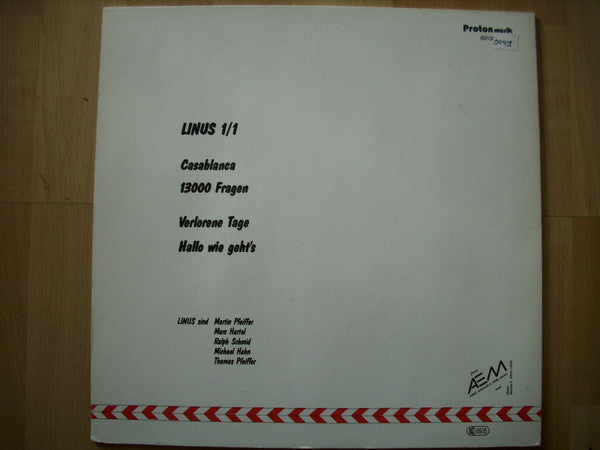 Proton musik
LINUS 1/1
Casablanca
13000 Fragen
Verlorene Tage
Hallo wie geht's
LINUS sind Martin Pfeiffer
Marc Hartel
Ralph Schmid
Michael Hahn
Thomas Pfeiffer
AEM